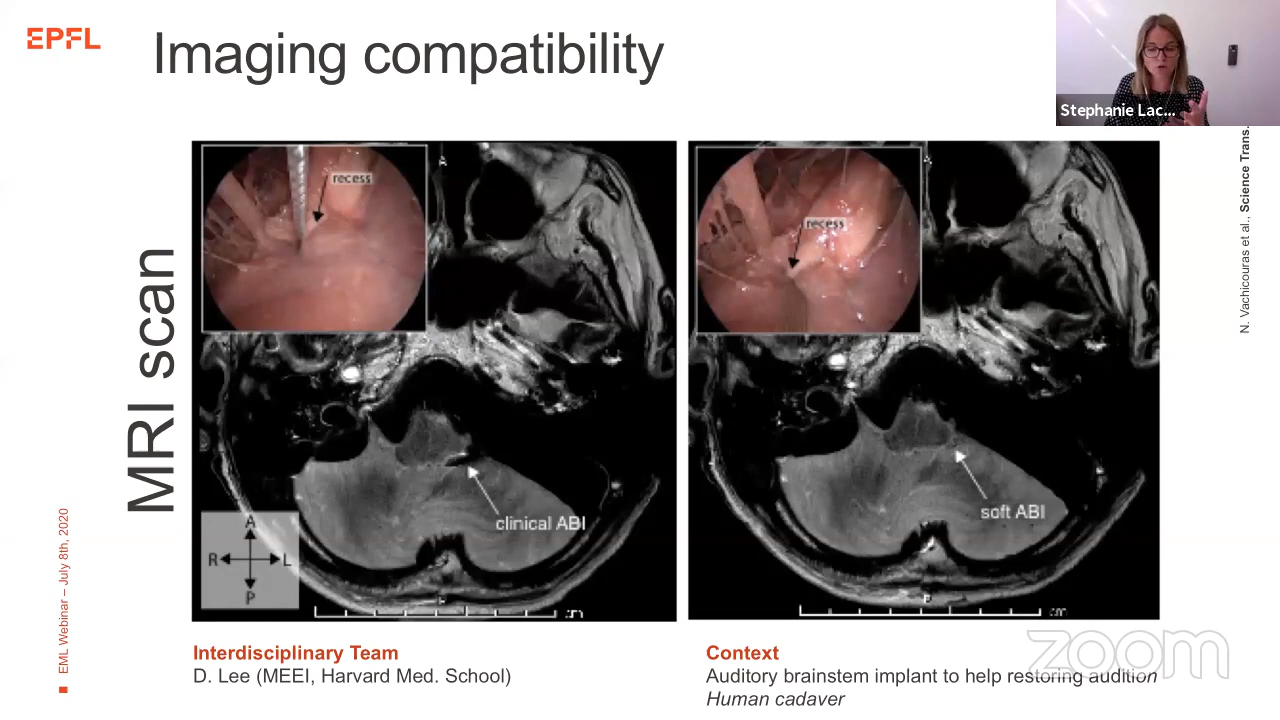 EPFL
Imaging compatibility
Stephanie Lac...
N. Vachicouras et al., Science Trans.
MRI scan
recess
recess
A
clinical ABI
soft ABI
A
R
L
P
cm
cm
EML Webinar – July 8th, 2020
Interdisciplinary Team
D. Lee (MEEI, Harvard Med. School)
Context
Auditory brainstem implant to help restoring audition
Human cadaver
zoom